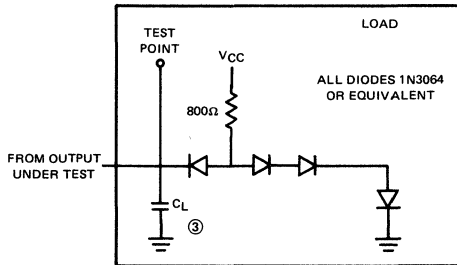 LOAD
TEST
POINT
VCC
ALL DIODES 1N3064
OR EQUIVALENT
800Ω
FROM OUTPUT
UNDER TEST
CL
③